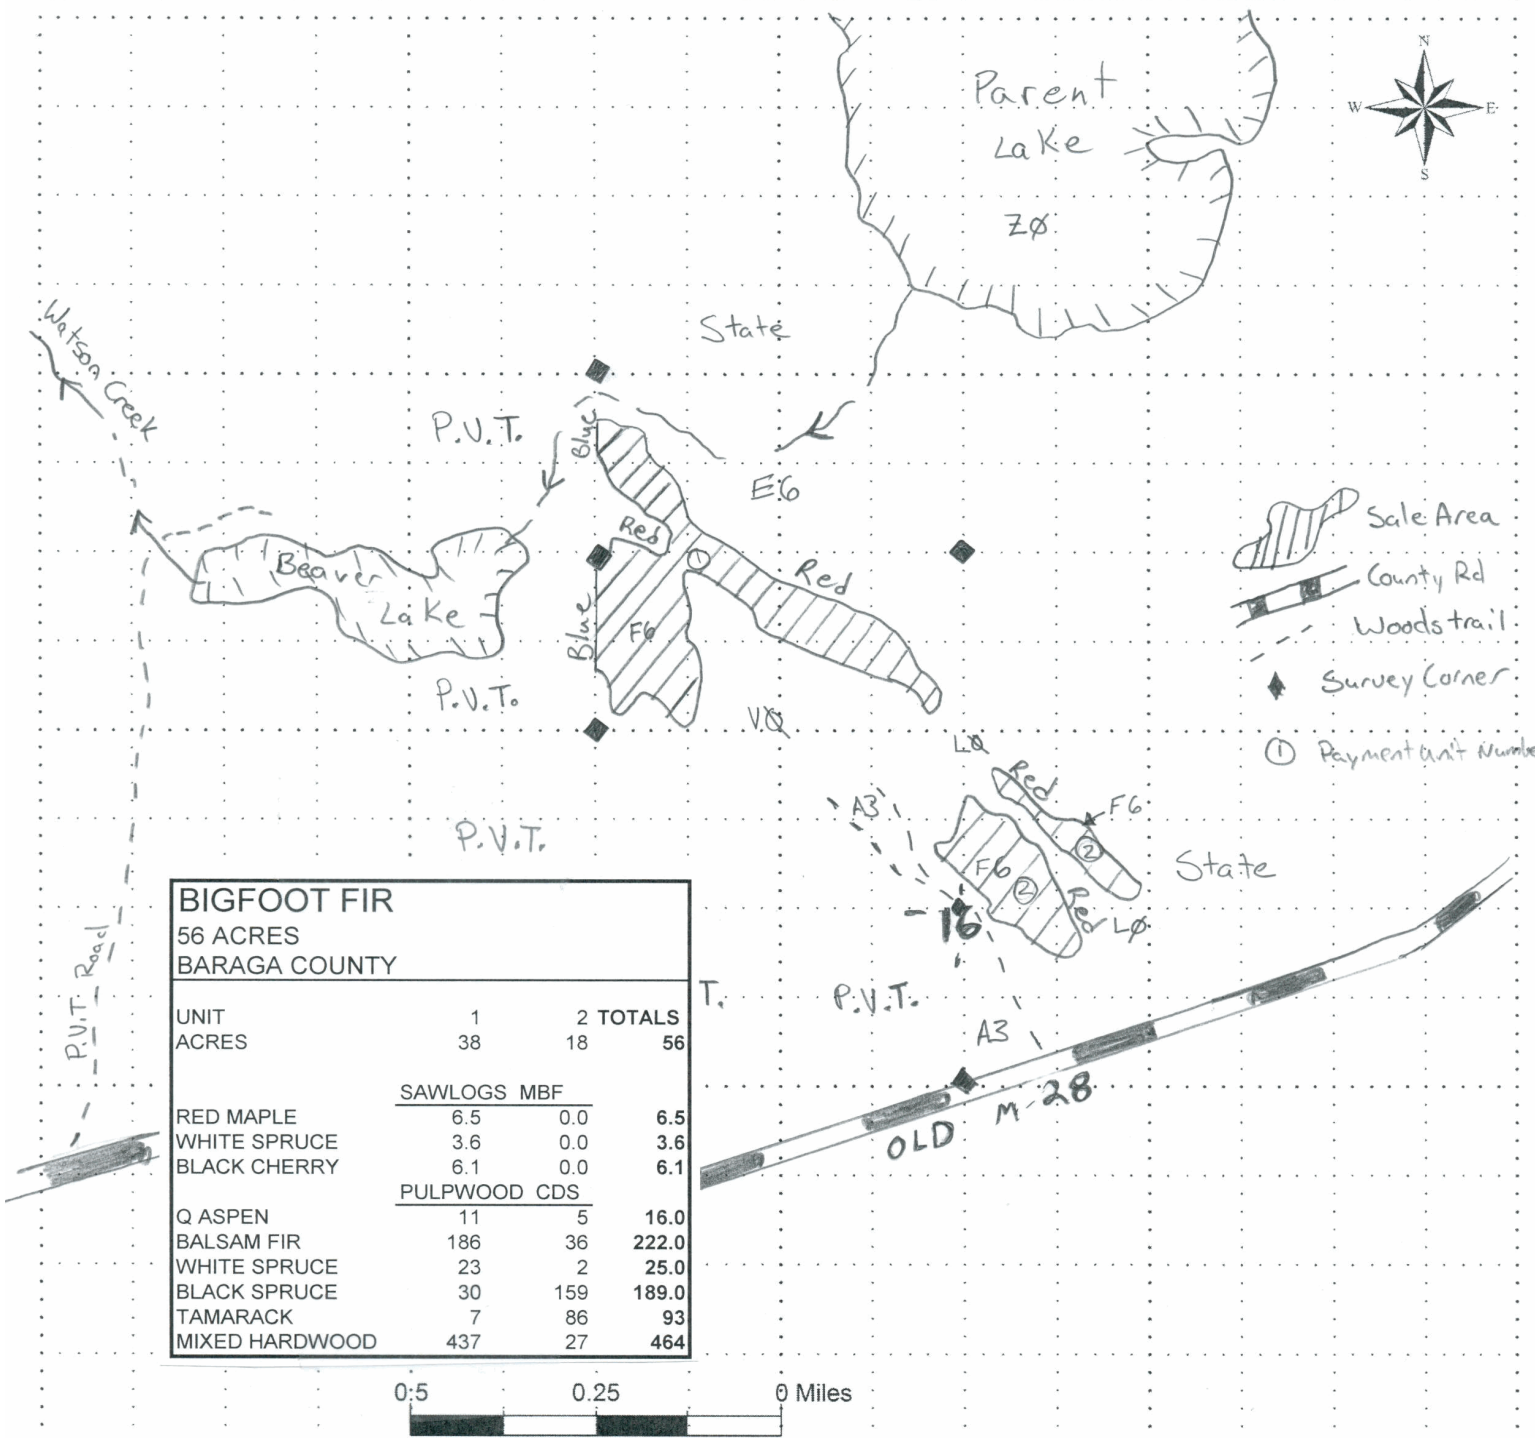 N
W E
S
Parent
Lake
ZØ
State
Watson Creek
P.V.T.
Blue
E6
Red
Beaver
Lake
1
Red
Blue
F6
P.V.T.
VØ
LØ
Sale Area
County Rd
Woodstrail
Survey Corner
1 Payment unit Numbe
Red
A3
F6
2
P.V.T.
F6
2
State
Red
16
LØ
P.V.T. Road
T.
P.V.T.
A3
M-28
OLD
BIGFOOT FIR
56 ACRES
BARAGA COUNTY
UNIT 1 2 TOTALS
ACRES 38 18 56
SAWLOGS MBF
RED MAPLE 6.5 0.0 6.5
WHITE SPRUCE 3.6 0.0 3.6
BLACK CHERRY 6.1 0.0 6.1
PULPWOOD CDS
Q ASPEN 11 5 16.0
BALSAM FIR 186 36 222.0
WHITE SPRUCE 23 2 25.0
BLACK SPRUCE 30 159 189.0
TAMARACK 7 86 93
MIXED HARDWOOD 437 27 464
0.5 0.25 0 Miles